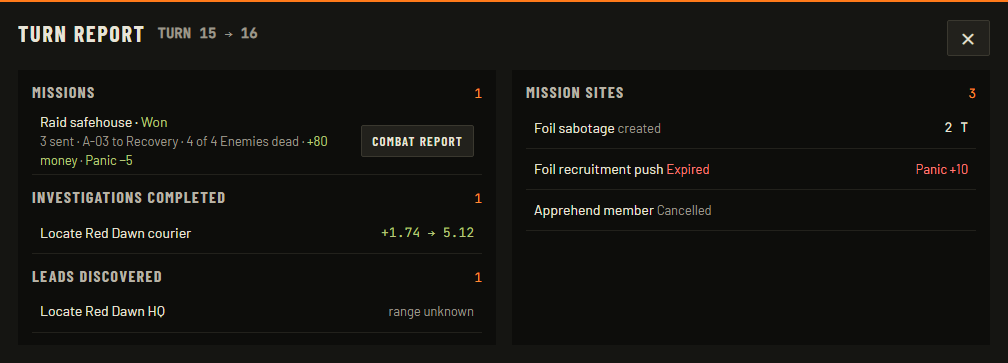 TURN REPORT TURN 15 → 16
✕
MISSIONS 1
Raid safehouse · Won
3 sent · A-03 to Recovery · 4 of 4 Enemies dead · +80
money · Panic −5
COMBAT REPORT
INVESTIGATIONS COMPLETED 1
Locate Red Dawn courier +1.74 → 5.12
LEADS DISCOVERED 1
Locate Red Dawn HQ range unknown
MISSION SITES 3
Foil sabotage created 2 T
Foil recruitment push Expired Panic +10
Apprehend member Cancelled